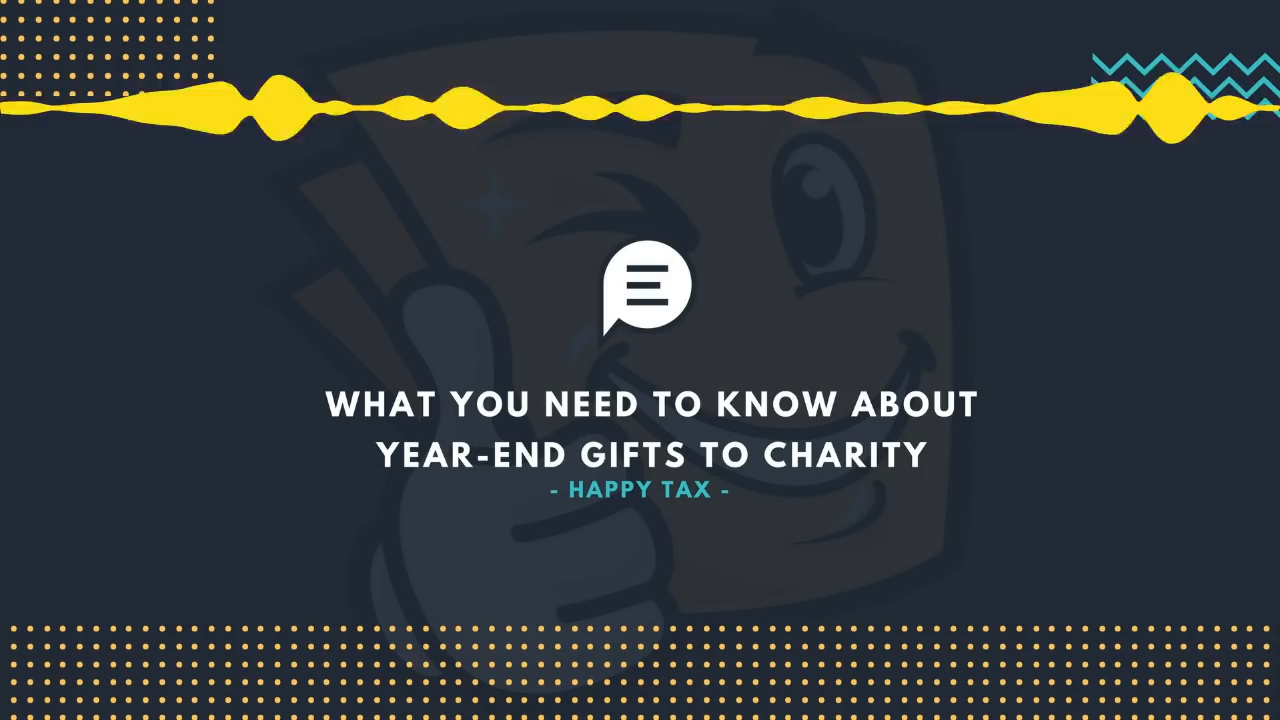 WHAT YOU NEED TO KNOW ABOUT
YEAR-END GIFTS TO CHARITY
- HAPPY TAX -